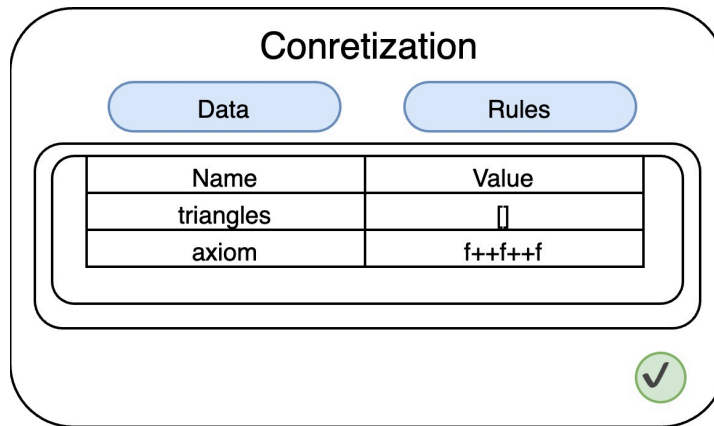 Conretization
Data Rules
Name Value
triangles []
axiom f++f++f